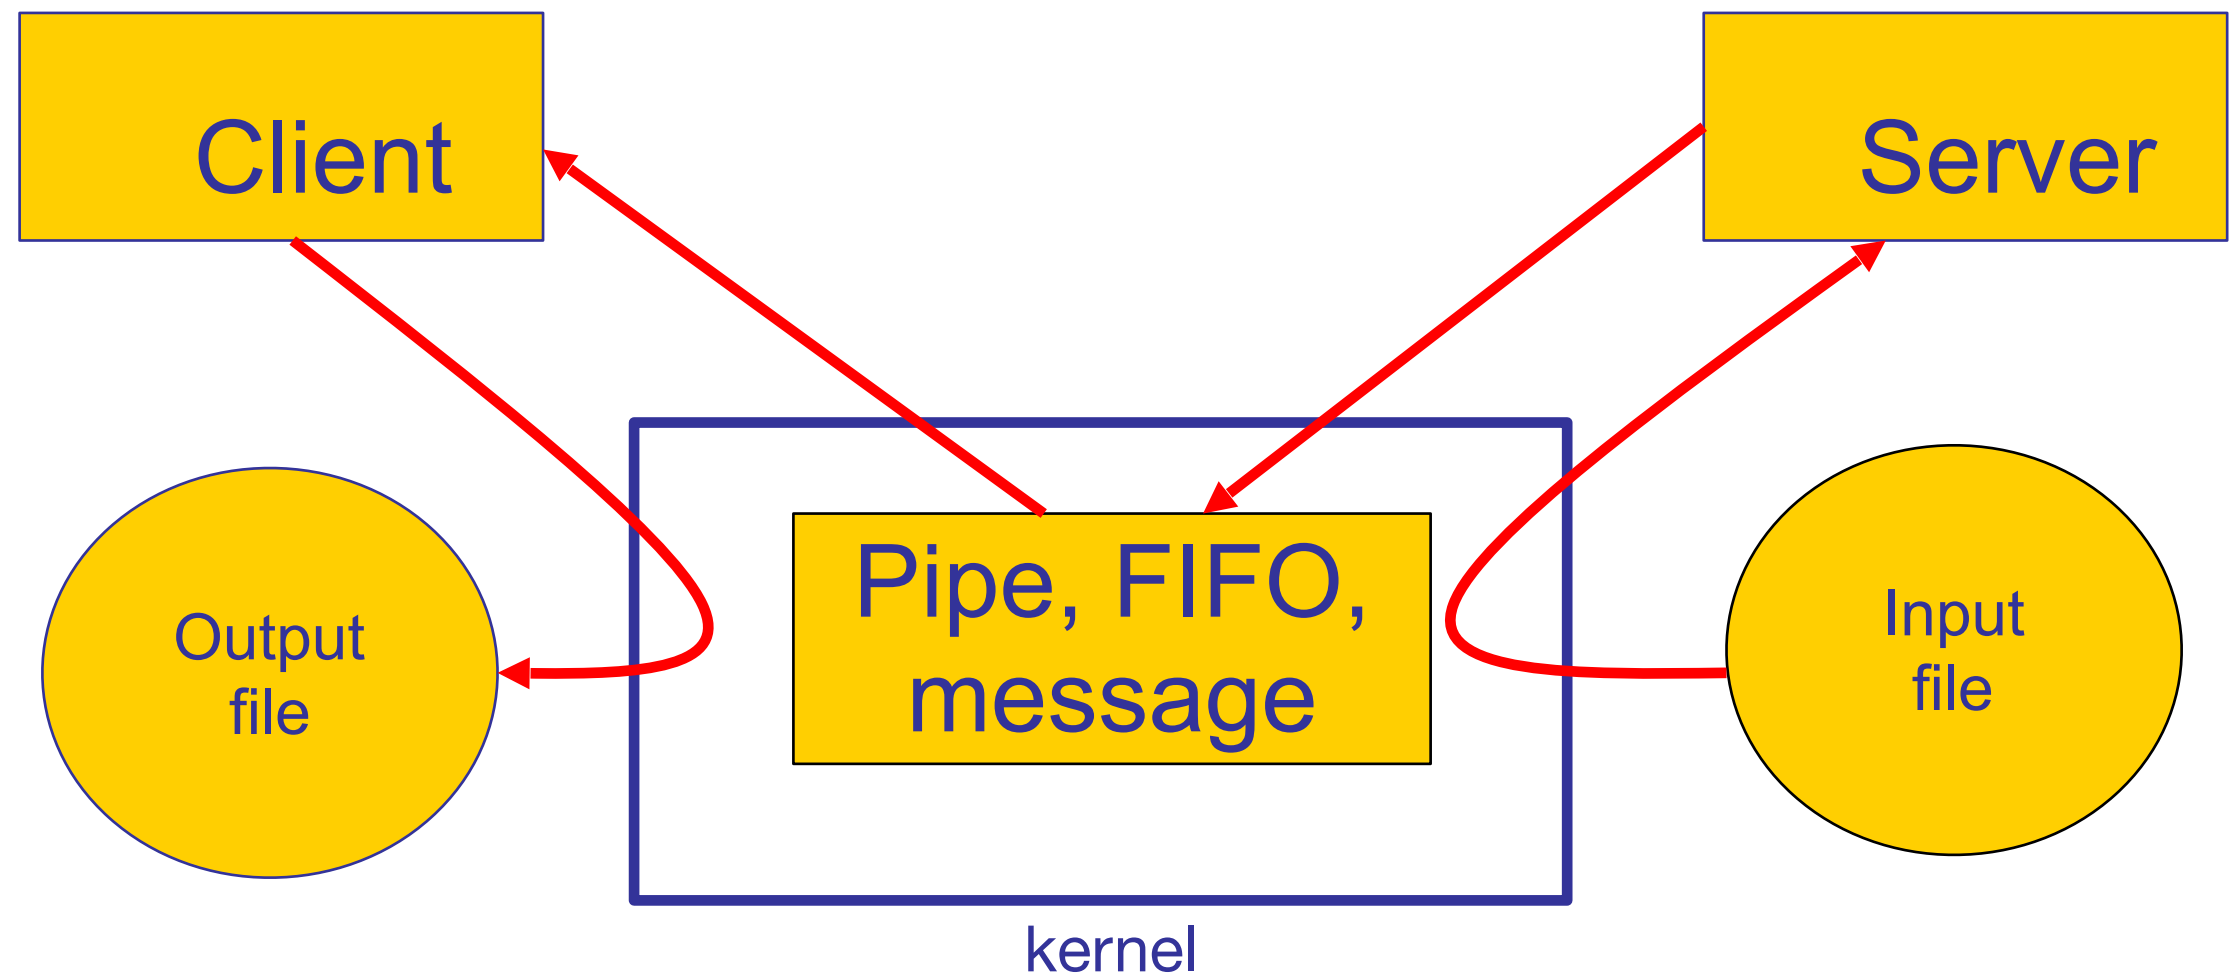 Client
Server
Pipe, FIFO,
message
Output
file
Input
file
kernel